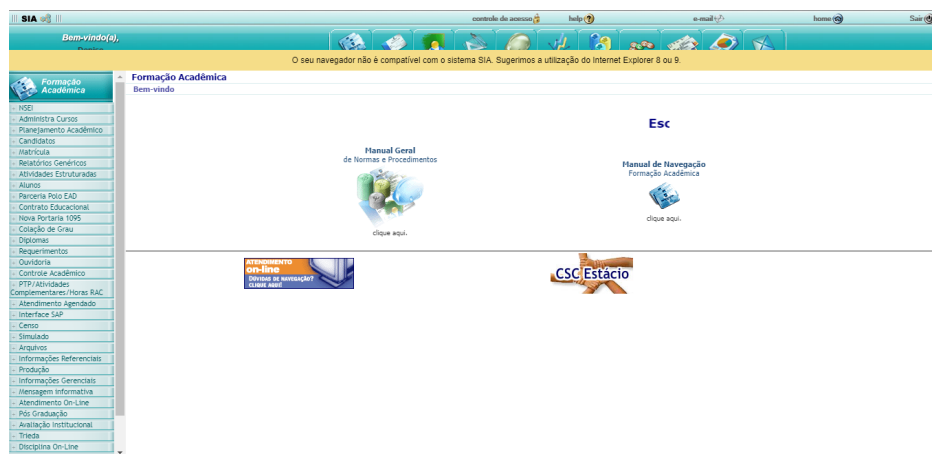 SIA
controle de acesso
help
e-mail
home
Sair
Bem-vindo(a),
O seu navegador não é compatível com o sistema SIA. Sugerimos a utilização do Internet Explorer 8 ou 9.
Formação
Acadêmica
NSEI
Administra Cursos
Planejamento Acadêmico
Candidatos
Matrícula
Relatórios Genéricos
Atividades Estruturadas
Alunos
Parceria Polo EAD
Contrato Educacional
Nova Portaria 1095
Colação de Grau
Diplomas
Requerimentos
Ouvidoria
Controle Acadêmico
PTP/Atividades
Complementares/Horas RAC
Atendimento Agendado
Interface SAP
Censo
Simulado
Arquivos
Informações Referenciais
Produção
Informações Gerenciais
Mensagem Informativa
Atendimento On-Line
Pós Graduação
Avaliação Institucional
Trieda
Disciplina On-Line
Formação Acadêmica
Bem-vindo
Esc
Manual Geral
de Normas e Procedimentos
clique aqui.
Manual de Navegação
Formação Acadêmica
clique aqui.
ATENDIMENTO
on-line
DÚVIDAS DE NAVEGAÇÃO?
CLIQUE AQUI!
CSC Estácio